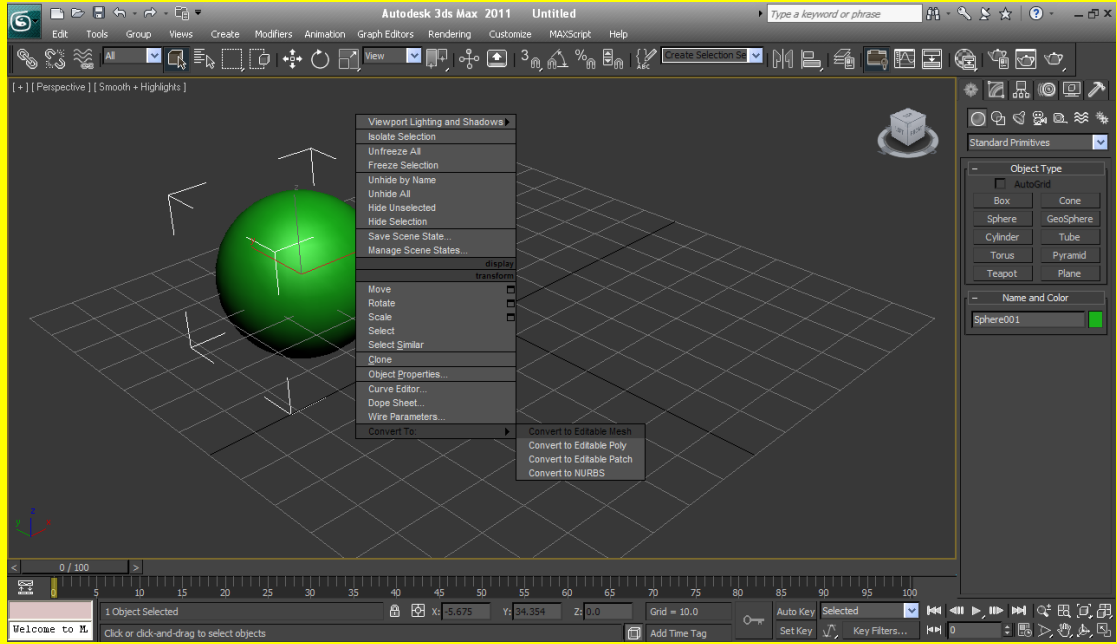 Autodesk 3ds Max 2011 Untitled
Type a keyword or phrase
Edit Tools Group Views Create Modifiers Animation Graph Editors Rendering Customize MAXScript Help
All
View
3
Create Selection Se
[ + ] [ Perspective ] [ Smooth + Highlights ]
Viewport Lighting and Shadows
Isolate Selection
Unfreeze All
Freeze Selection
Unhide by Name
Unhide All
Hide Unselected
Hide Selection
Save Scene State...
Manage Scene States...
display
transform
Move
Rotate
Scale
Select
Select Similar
Clone
Object Properties...
Curve Editor...
Dope Sheet...
Wire Parameters...
Convert To:
Convert to Editable Mesh
Convert to Editable Poly
Convert to Editable Patch
Convert to NURBS
Standard Primitives
Object Type
AutoGrid
Box Cone
Sphere GeoSphere
Cylinder Tube
Torus Pyramid
Teapot Plane
Name and Color
Sphere001
z
y
0 / 100
0 5 10 15 20 25 30 35 40 45 50 55 60 65 70 75 80 85 90 95 100
1 Object Selected
X: -5.675 Y: 34.354 Z: 0.0
Grid = 10.0
Auto Key Selected
Welcome to M
Click or click-and-drag to select objects
Add Time Tag
Set Key Key Filters...
0